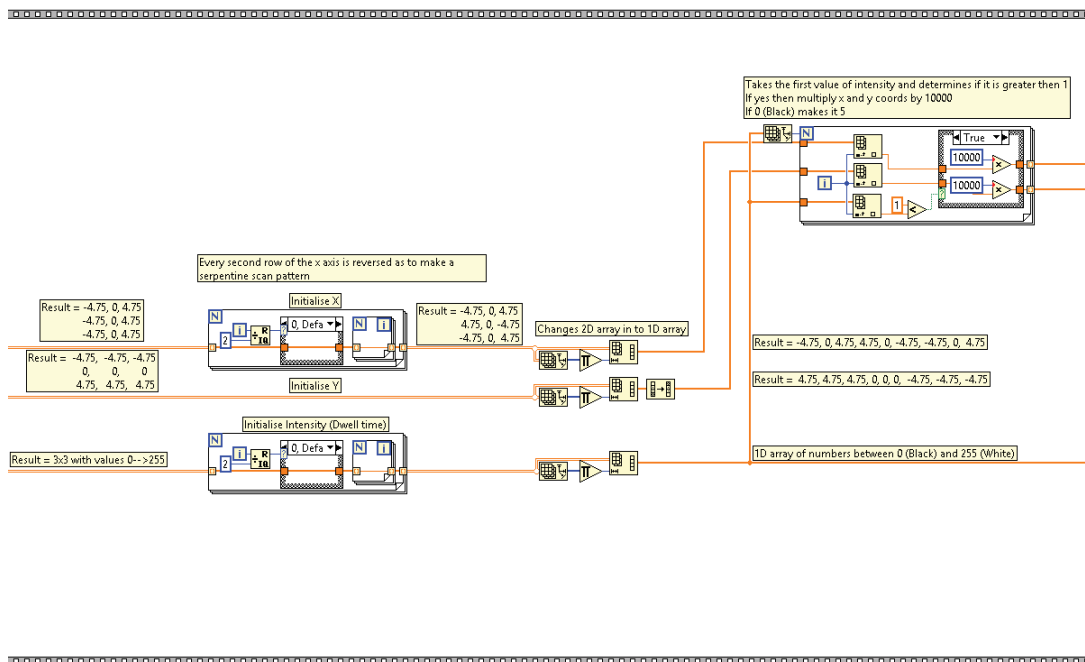 Takes the first value of intensity and determines if it is greater then 1
If yes then multiply x and y coords by 10000
If 0 (Black) makes it 5
N
True
10000
10000
i
1
Every second row of the x axis is reversed as to make a
serpentine scan pattern
Result = -4.75, 0, 4.75
-4.75, 0, 4.75
-4.75, 0, 4.75
Initialise X
N
i
2
R
IQ
0, Defa
N
i
Result = -4.75, 0, 4.75
4.75, 0, -4.75
-4.75, 0, 4.75
Changes 2D array in to 1D array
Result = -4.75, 0, 4.75, 4.75, 0, -4.75, -4.75, 0, 4.75
Result = -4.75, -4.75, -4.75
0, 0, 0
4.75, 4.75, 4.75
Initialise Y
Result = 4.75, 4.75, 4.75, 0, 0, 0, -4.75, -4.75, -4.75
Initialise Intensity (Dwell time)
Result = 3x3 with values 0-->255
N
i
2
R
IQ
0, Defa
N
i
1D array of numbers between 0 (Black) and 255 (White)